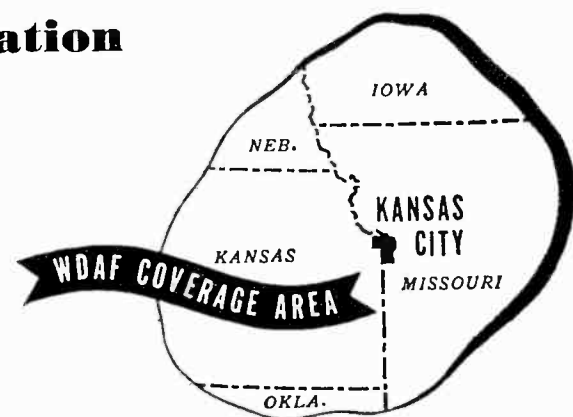 ation
IOWA
NEB.
KANSAS
CITY
KANSAS
WDAF COVERAGE AREA
MISSOURI
OKLA.